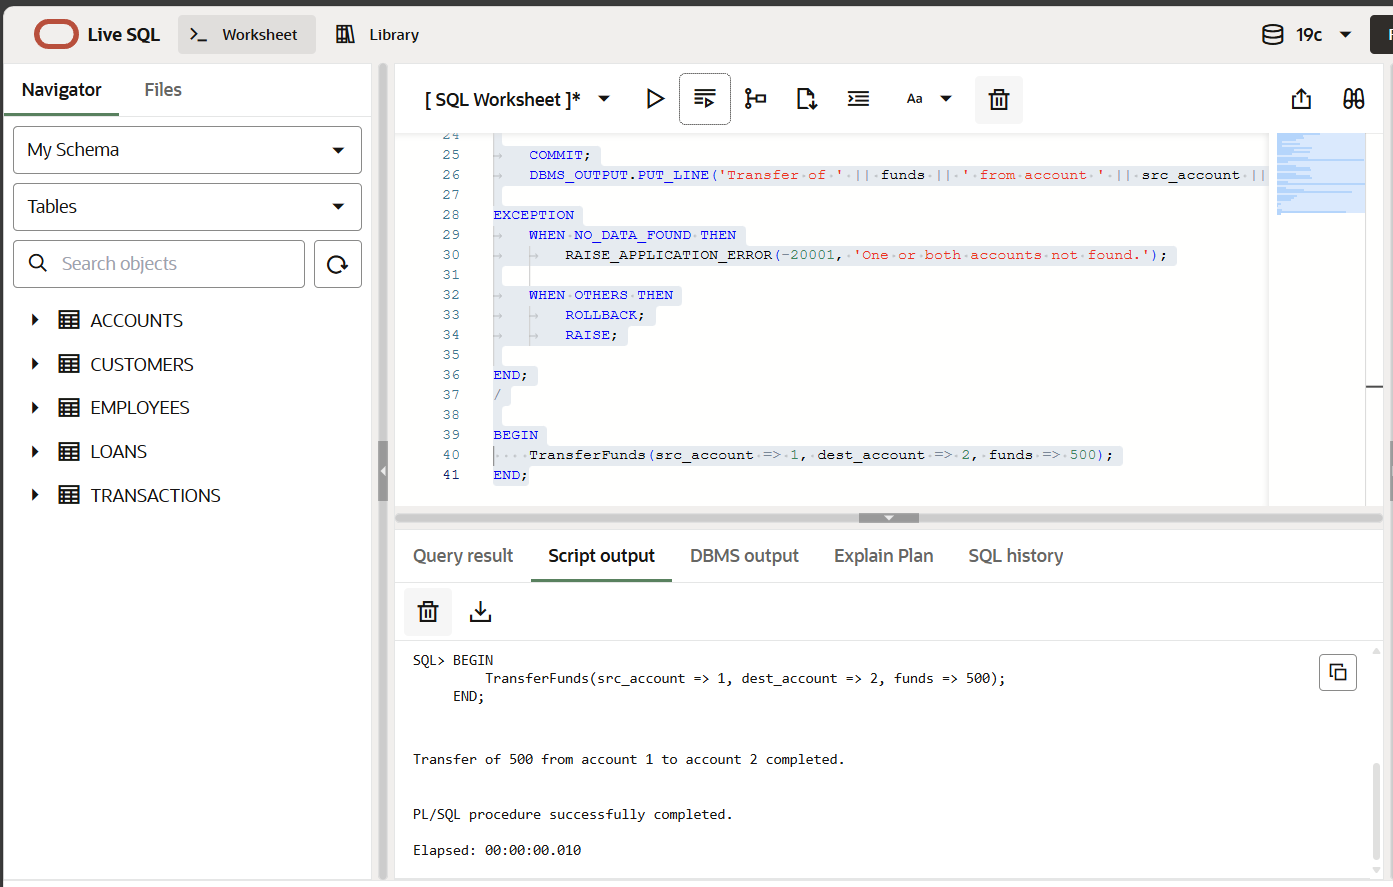 Live SQL
Worksheet
Library
19c
Navigator
Files
My Schema
Tables
Search objects
ACCOUNTS
CUSTOMERS
EMPLOYEES
LOANS
TRANSACTIONS
[ SQL Worksheet ]*
Aa
24
25 COMMIT;
26 DBMS_OUTPUT.PUT_LINE('Transfer of ' || funds || ' from account ' || src_account ||
27
28 EXCEPTION
29 WHEN NO_DATA_FOUND THEN
30 RAISE_APPLICATION_ERROR(-20001, 'One or both accounts not found.');
31
32 WHEN OTHERS THEN
33 ROLLBACK;
34 RAISE;
35
36 END;
37 /
38
39 BEGIN
40 TransferFunds(src_account => 1, dest_account => 2, funds => 500);
41 END;
Query result
Script output
DBMS output
Explain Plan
SQL history
SQL> BEGIN
TransferFunds(src_account => 1, dest_account => 2, funds => 500);
END;
Transfer of 500 from account 1 to account 2 completed.
PL/SQL procedure successfully completed.
Elapsed: 00:00:00.010